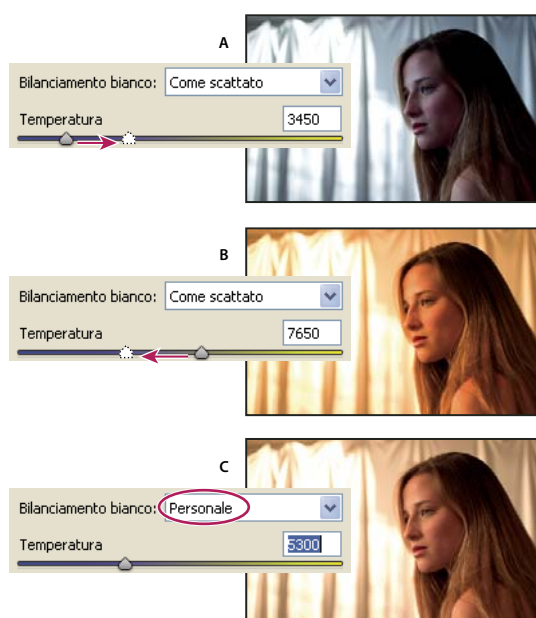 A
Bilanciamento bianco: Come scattato
Temperatura 3450
B
Bilanciamento bianco: Come scattato
Temperatura 7650
C
Bilanciamento bianco: Personale
Temperatura 5300